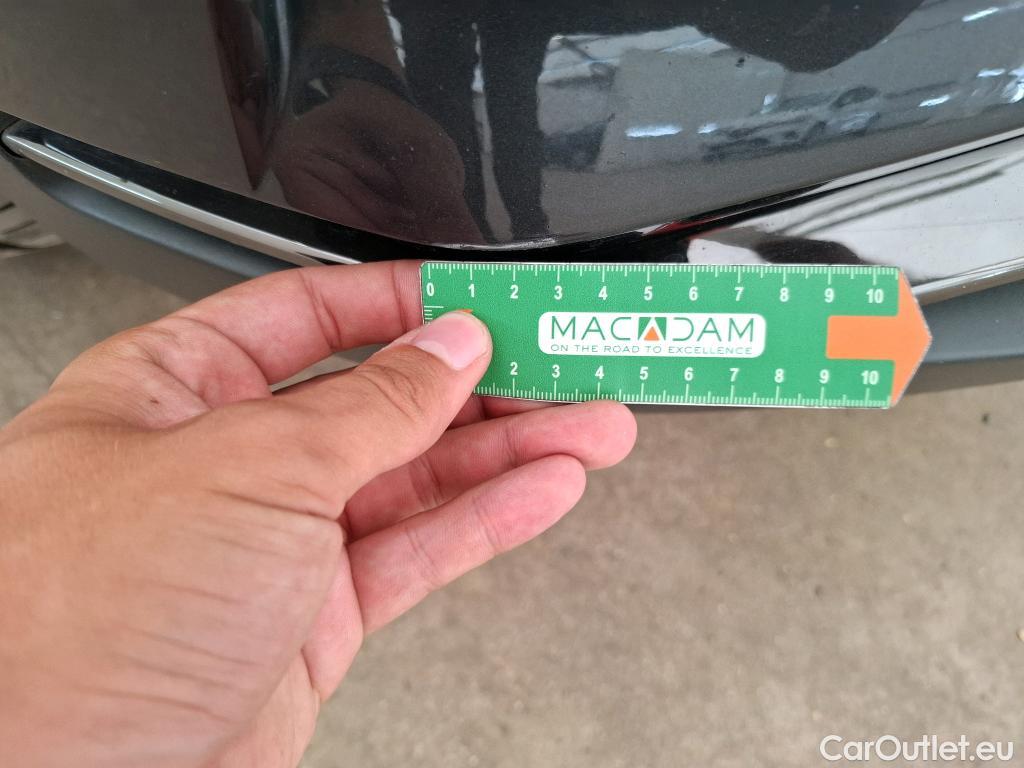 0 1 2 3 4 5 6 7 8 9 10
MACADAM
ON THE ROAD TO EXCELLENCE
2 3 4 5 6 7 8 9 10
CarOutlet.eu